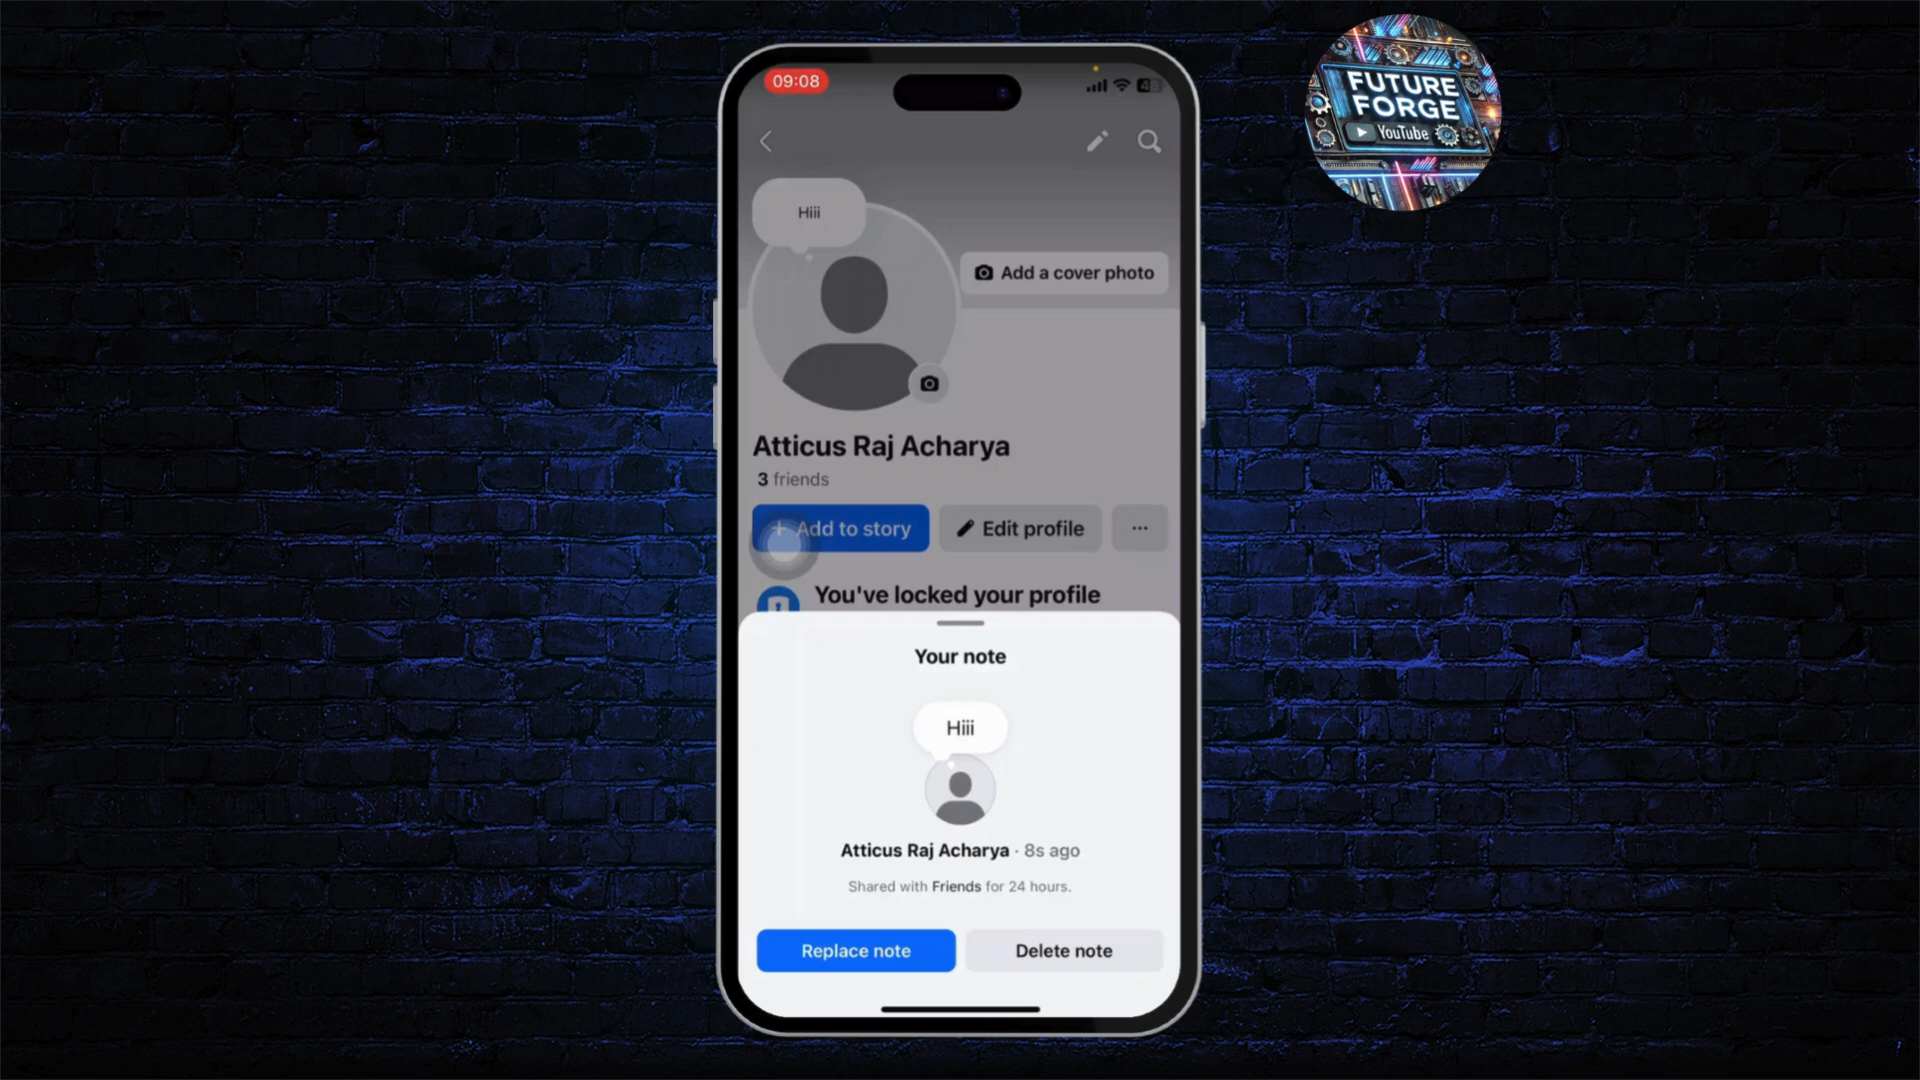 09:08
FUTURE
FORGE
YouTube
Hiii
Add a cover photo
Atticus Raj Acharya
3 friends
+ Add to story
Edit profile
You've locked your profile
Your note
Hiii
Atticus Raj Acharya · 8s ago
Shared with Friends for 24 hours.
Replace note
Delete note